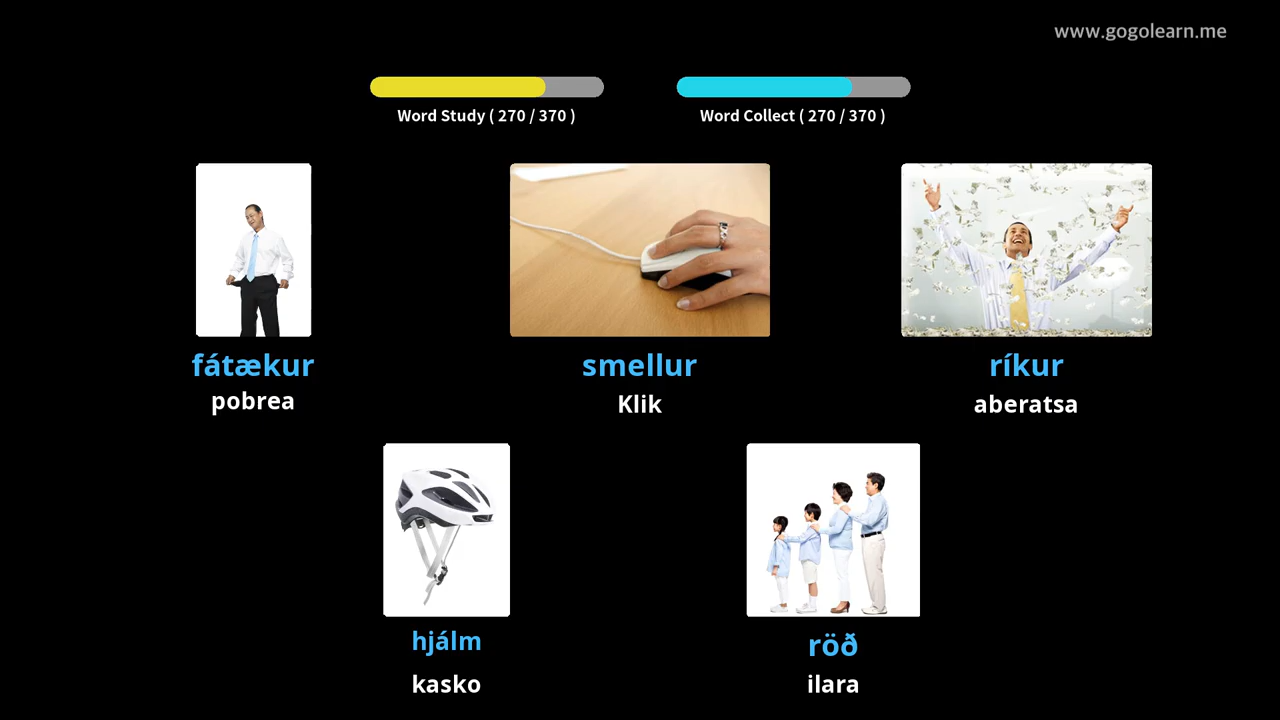 www.gogolearn.me
Word Study ( 270 / 370 )
Word Collect ( 270 / 370 )
fátækur
pobrea
smellur
Klik
ríkur
aberatsa
hjálm
kasko
röð
ilara